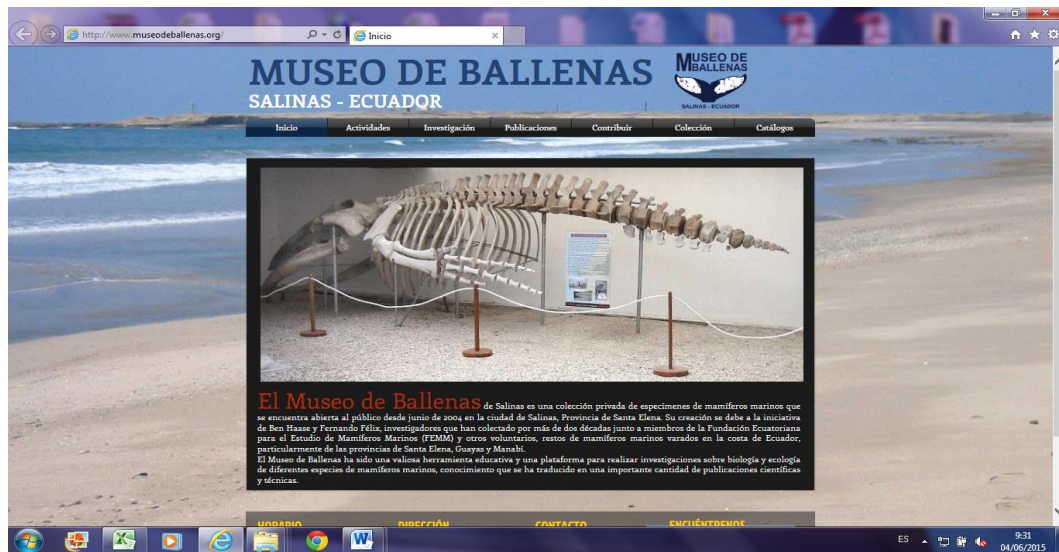 http://www.museodeballenas.org/
Inicio
MUSEO DE BALLENAS
SALINAS - ECUADOR
MUSEO DE
BALLENAS
SALINAS - ECUADOR
Inicio Actividades Investigación Publicaciones Contribuir Colección Catálogos
El Museo de Ballenas de Salinas es una colección privada de especímenes de mamíferos marinos que
se encuentra abierta al público desde junio de 2004 en la ciudad de Salinas, Provincia de Santa Elena. Su creación se debe a la iniciativa
de Ben Haase y Fernando Félix, investigadores que han colectado por más de dos décadas junto a miembros de la Fundación Ecuatoriana
para el Estudio de Mamíferos Marinos (FEMM) y otros voluntarios, restos de mamíferos marinos varados en la costa de Ecuador,
particularmente de las provincias de Santa Elena, Guayas y Manabí.
El Museo de Ballenas ha sido una valiosa herramienta educativa y una plataforma para realizar investigaciones sobre biología y ecología
de diferentes especies de mamíferos marinos, conocimiento que se ha traducido en una importante cantidad de publicaciones científicas
y técnicas.
HORARIO DIRECCIÓN CONTACTO ENCUÉNTRENOS
ES 9:31
04/06/2015